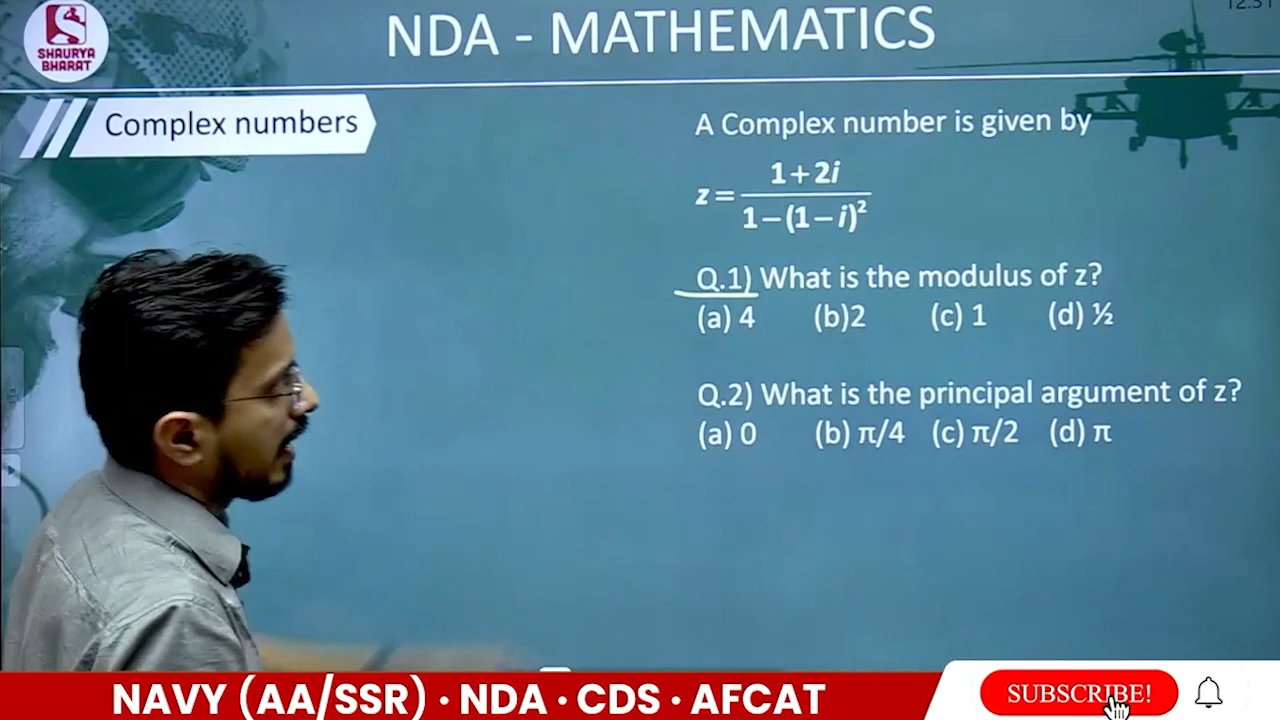 SHAURYA
BHARAT
NDA - MATHEMATICS
Complex numbers
A Complex number is given by
z = 1+2i / 1−(1−i)²
Q.1) What is the modulus of z?
(a) 4 (b)2 (c) 1 (d) ½
Q.2) What is the principal argument of z?
(a) 0 (b) π/4 (c) π/2 (d) π
NAVY (AA/SSR) · NDA · CDS · AFCAT
SUBSCRIBE!